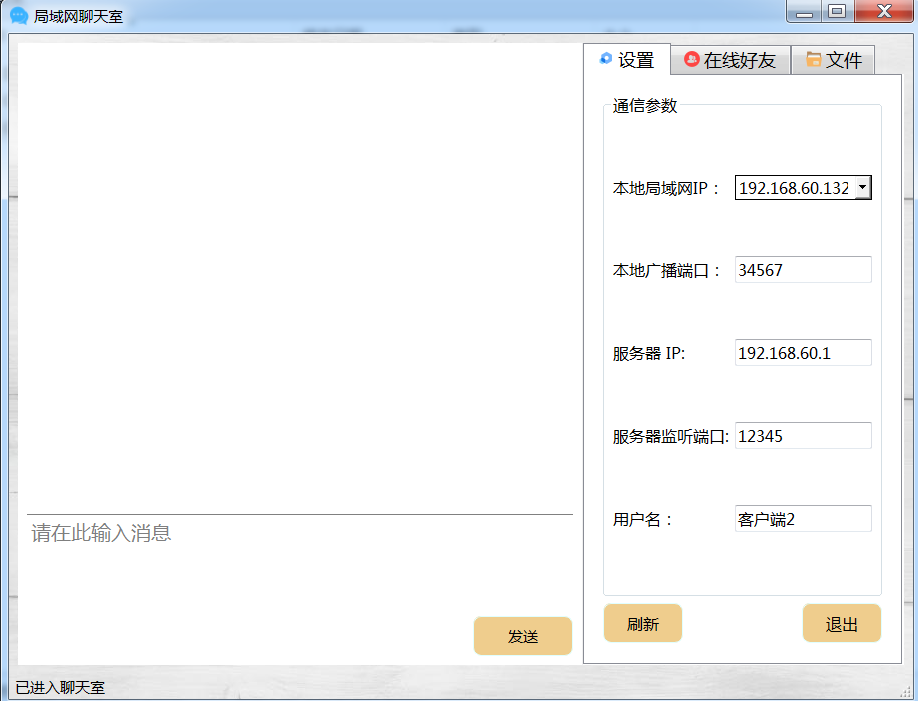 局域网聊天室
设置
在线好友
文件
通信参数
本地局域网IP： 192.168.60.132
本地广播端口： 34567
服务器 IP: 192.168.60.1
服务器监听端口: 12345
用户名： 客户端2
请在此输入消息
发送
刷新
退出
已进入聊天室